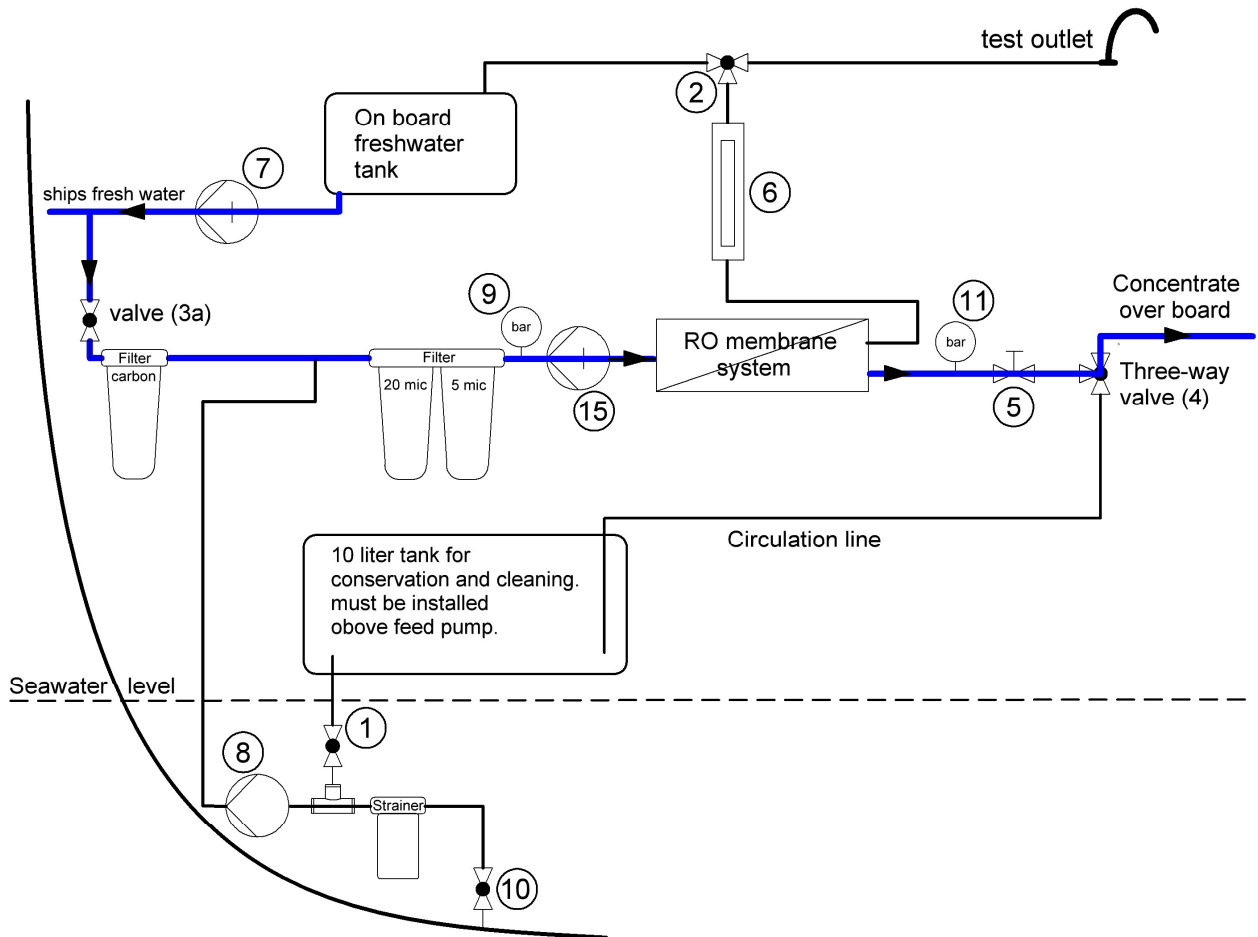 test outlet
2
On board
freshwater
tank
7
6
ships fresh water
valve (3a)
9
bar
11
bar
Concentrate
over board
Filter
carbon
Filter
20 mic
5 mic
15
RO membrane
system
5
Three-way
valve (4)
Circulation line
10 liter tank for
conservation and cleaning.
must be installed
obove feed pump.
Seawater level
1
8
Strainer
10